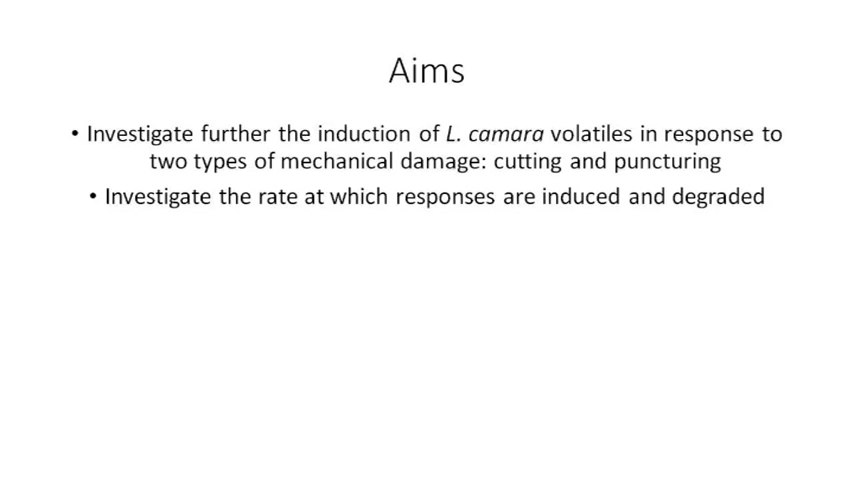 Aims
• Investigate further the induction of L. camara volatiles in response to
two types of mechanical damage: cutting and puncturing
• Investigate the rate at which responses are induced and degraded